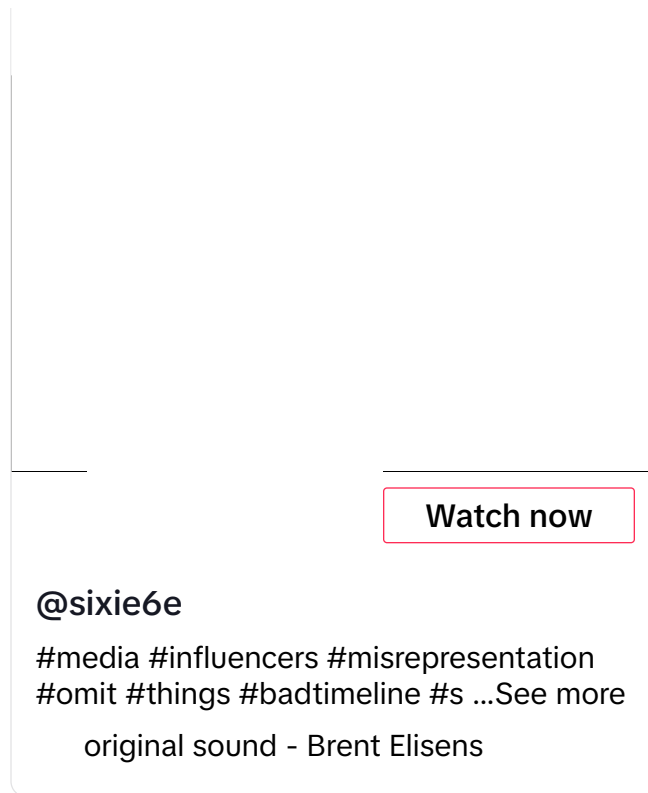 Watch now
@sixie6e
#media #influencers #misrepresentation
#omit #things #badtimeline #s ...See more
original sound - Brent Elisens